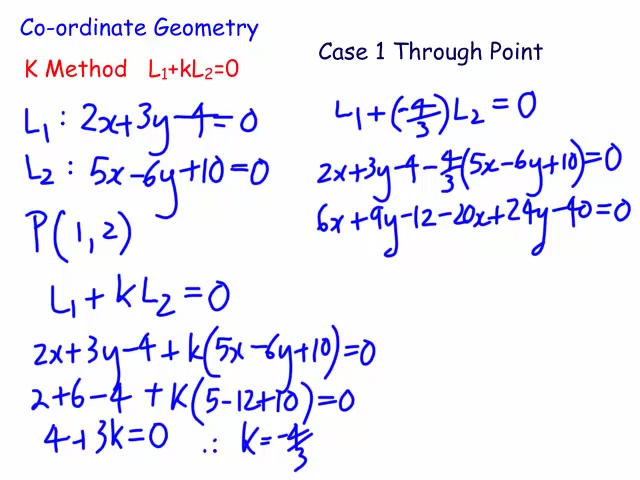 Co-ordinate Geometry
K Method L₁+kL₂=0
L₁ : 2x+3y-4=0
L₂ : 5x-6y+10=0
P(1,2)
L₁+kL₂=0
2x+3y-4+k(5x-6y+10)=0
2+6-4+k(5-12+10)=0
4+3k=0 ∴ k=-4/3
Case 1 Through Point
L₁+(-4/3)L₂=0
2x+3y-4-4/3(5x-6y+10)=0
6x+9y-12-20x+24y-40=0